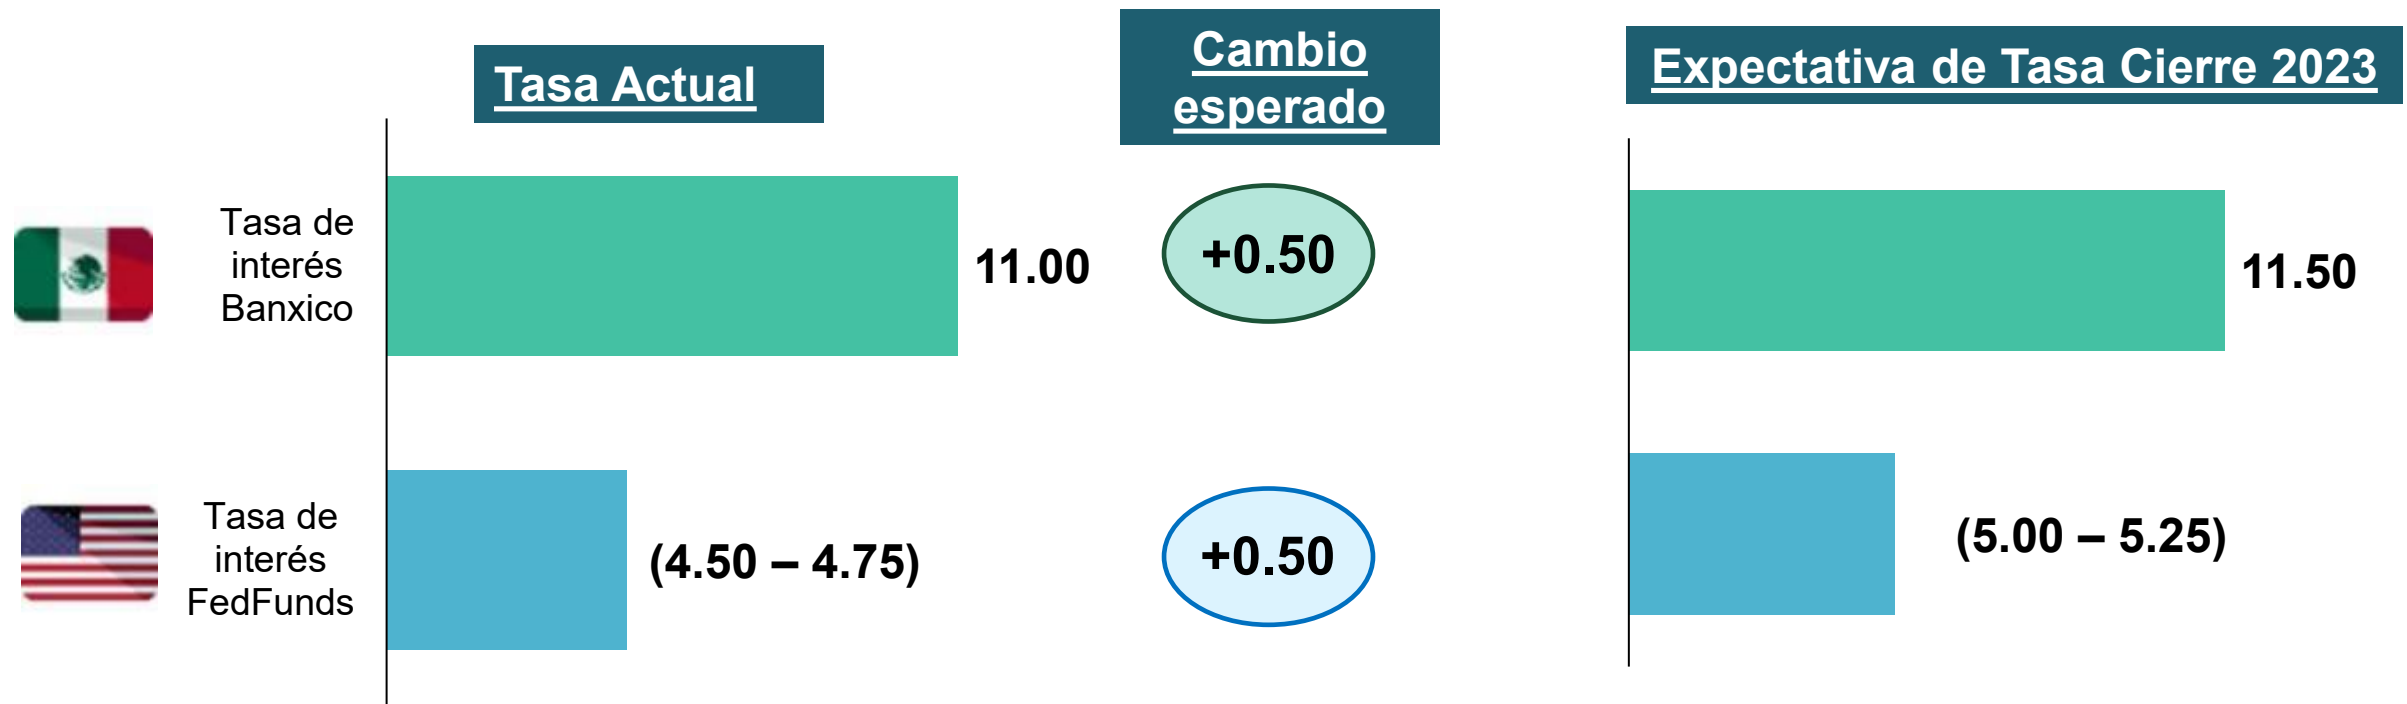 Tasa Actual
Cambio
esperado
Expectativa de Tasa Cierre 2023
Tasa de
interés
Banxico
11.00
+0.50
11.50
Tasa de
interés
FedFunds
(4.50 – 4.75)
+0.50
(5.00 – 5.25)